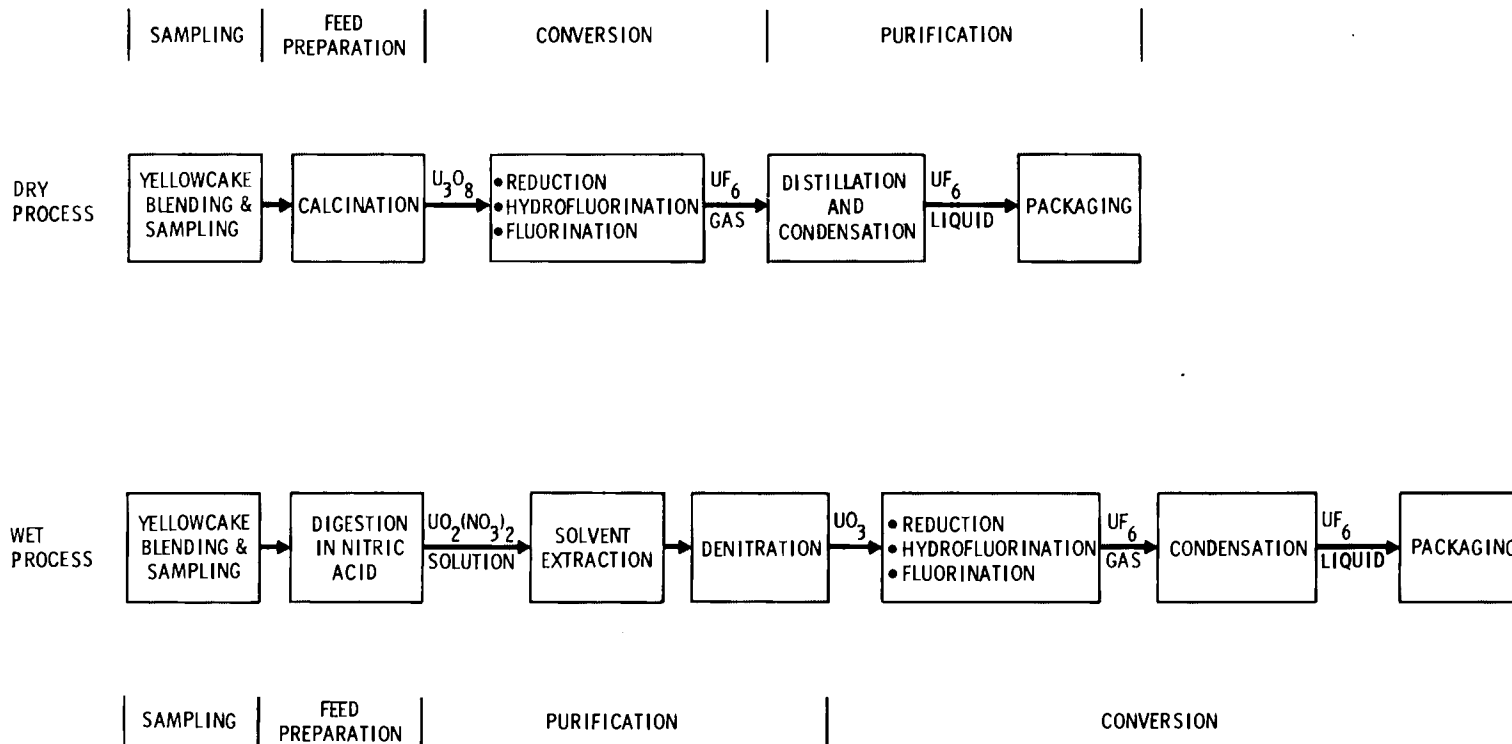 SAMPLING
FEED
PREPARATION
CONVERSION
PURIFICATION
DRY
PROCESS
YELLOWCAKE
BLENDING &
SAMPLING
CALCINATION
U3O8
• REDUCTION
• HYDROFLUORINATION
• FLUORINATION
UF6
GAS
DISTILLATION
AND
CONDENSATION
UF6
LIQUID
PACKAGING
WET
PROCESS
YELLOWCAKE
BLENDING &
SAMPLING
DIGESTION
IN NITRIC
ACID
UO2(NO3)2
SOLUTION
SOLVENT
EXTRACTION
DENITRATION
UO3
• REDUCTION
• HYDROFLUORINATION
• FLUORINATION
UF6
GAS
CONDENSATION
UF6
LIQUID
PACKAGING
SAMPLING
FEED
PREPARATION
PURIFICATION
CONVERSION